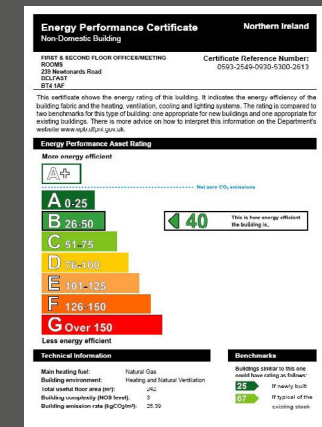 Energy Performance Certificate
Northern Ireland
Non-Domestic Building
FIRST & SECOND FLOOR OFFICES/MEETING
ROOMS
239 Newtonards Road
BELFAST
BT4 1AF
Certificate Reference Number:
0593-2549-0930-5300-2613
This certificate shows the energy rating of this building. It indicates the energy efficiency of the
building fabric and the heating, ventilation, cooling and lighting systems. The rating is compared to
two benchmarks for this type of building: one appropriate for new buildings and one appropriate for
existing buildings. There is more advice on how to interpret this information on the Department's
website www.epb.dfpni.gov.uk.
Energy Performance Asset Rating
More energy efficient
A+
Net zero CO₂ emissions
A 0-25
B 26-50
40
This is how energy efficient
the building is.
C 51-75
D 76-100
E 101-125
F 126-150
G Over 150
Less energy efficient
Technical Information
Main heating fuel: Natural Gas
Building environment: Heating and Natural Ventilation
Total useful floor area (m²): 242
Building complexity (NOS level): 3
Building emission rate (kgCO₂/m²): 25.39
Benchmarks
Buildings similar to this one
could have rating as follows:
25 If newly built
67 If typical of the
existing stock